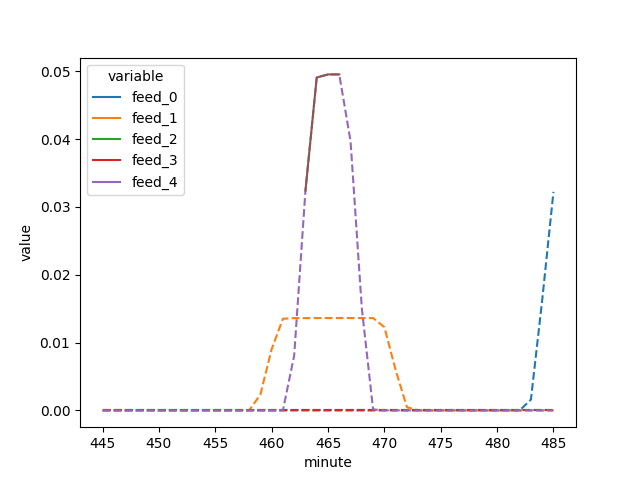 variable
feed_0
feed_1
feed_2
feed_3
feed_4
value
0.05
0.04
0.03
0.02
0.01
0.00
445 450 455 460 465 470 475 480 485
minute